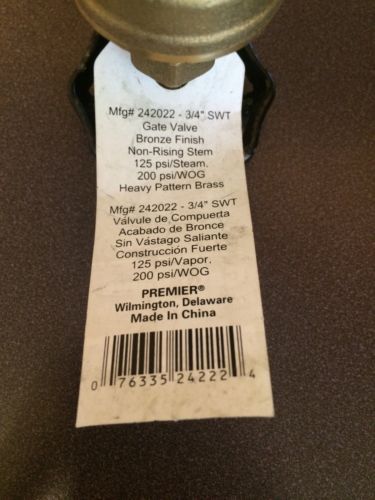 Mfg# 242022 - 3/4" SWT
Gate Valve
Bronze Finish
Non-Rising Stem
125 psi/Steam.
200 psi/WOG
Heavy Pattern Brass
Mfg# 242022 - 3/4" SWT
Válvule de Compuerta
Acabado de Bronce
Sin Vástago Saliante
Construcción Fuerte
125 psi/Vapor.
200 psi/WOG
PREMIER®
Wilmington, Delaware
Made In China
0 76335 24222 4